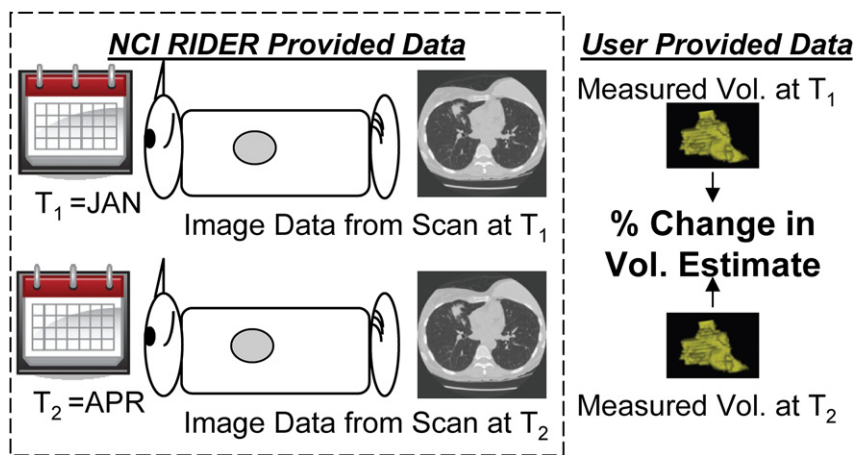 NCI RIDER Provided Data
T₁ =JAN
Image Data from Scan at T₁
T₂ =APR
Image Data from Scan at T₂
User Provided Data
Measured Vol. at T₁
% Change in
Vol. Estimate
Measured Vol. at T₂